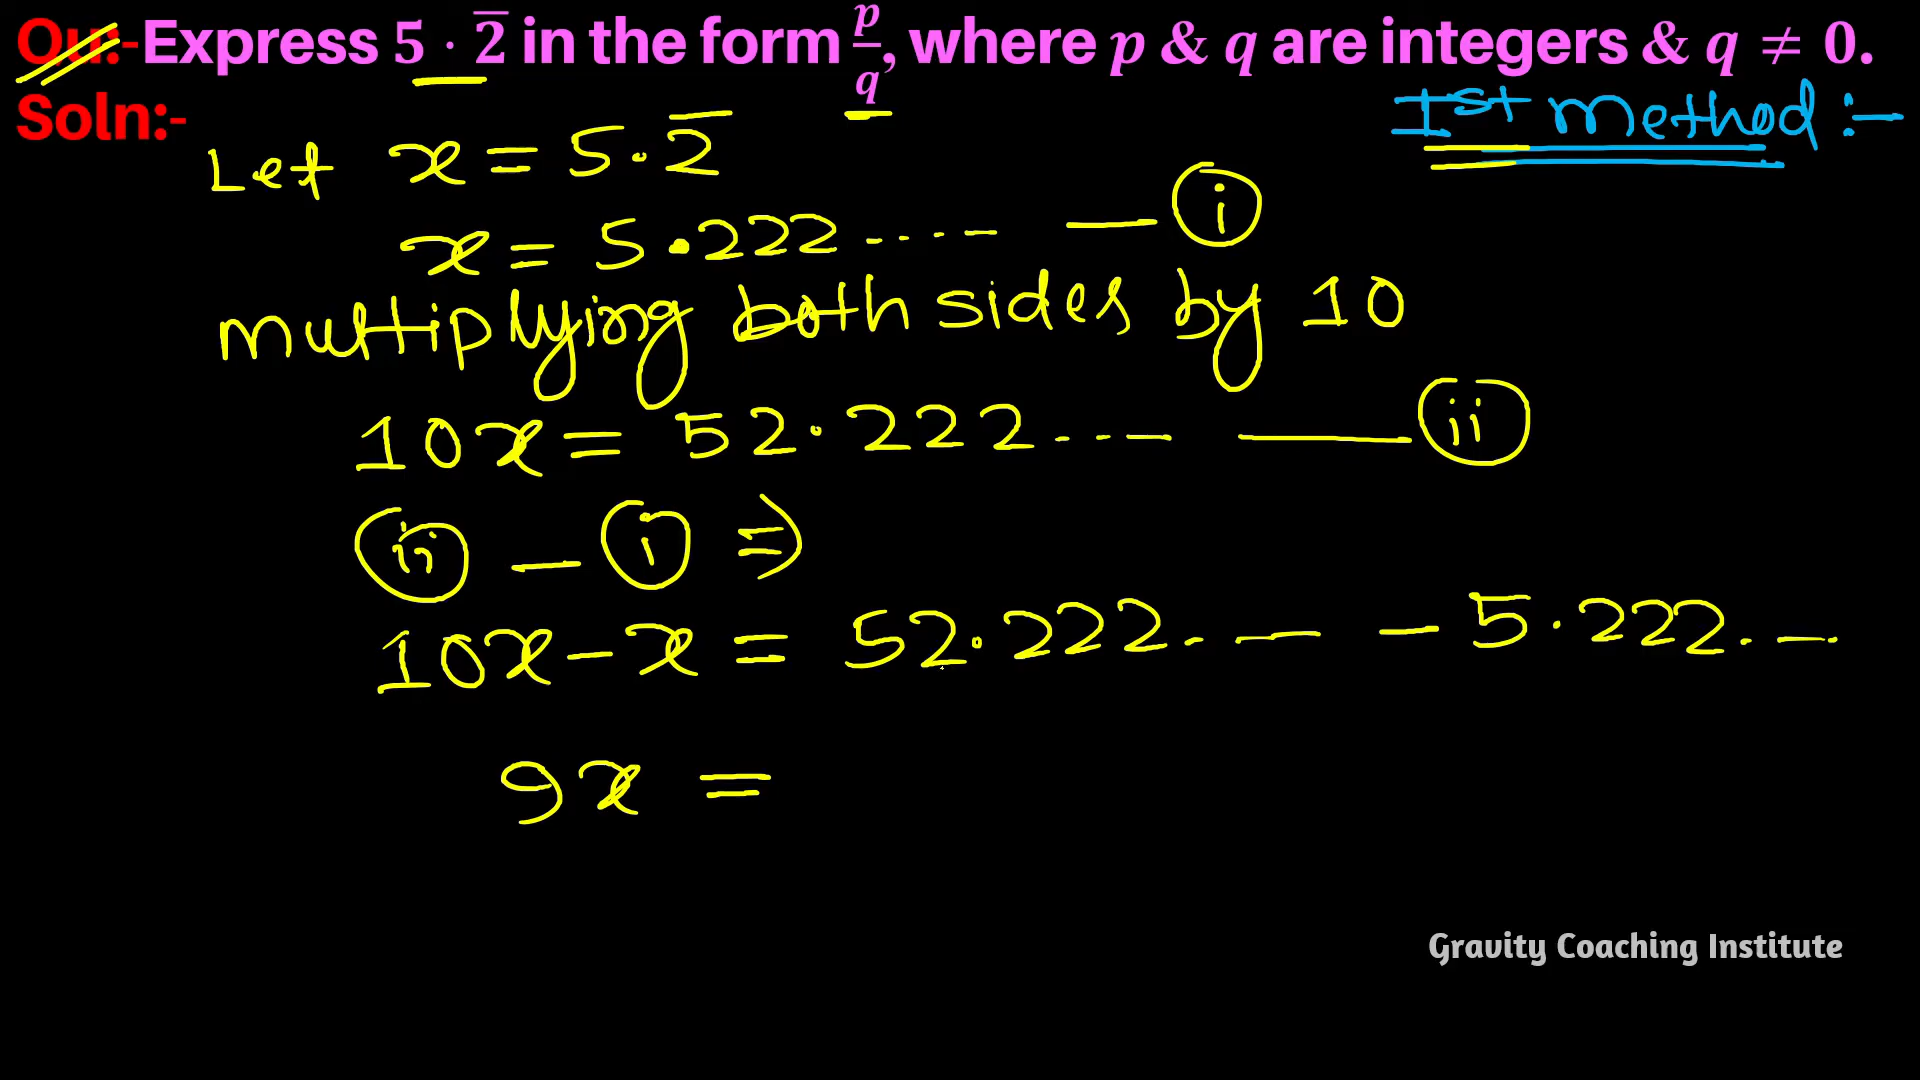 Qu:-Express 5 · 2̅ in the form p/q, where p & q are integers & q ≠ 0.
Soln:-
Ist Method :-
Let x = 5.2̅
x = 5.222..... — (i)
multiplying both sides by 10
10x = 52.222..... — (ii)
(ii) — (i) ⇒
10x - x = 52.222.... - 5.222....
9x =
Gravity Coaching Institute